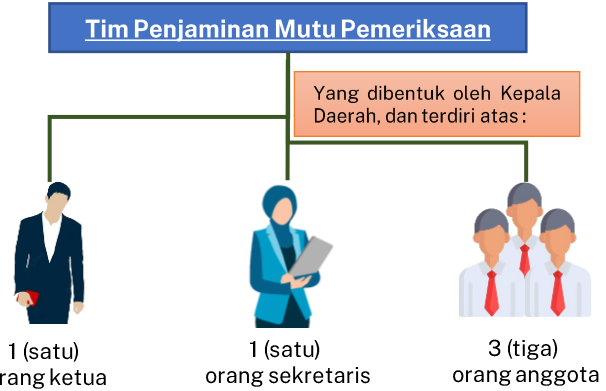 Tim Penjaminan Mutu Pemeriksaan
Yang dibentuk oleh Kepala
Daerah, dan terdiri atas :
1 (satu)
rang ketua
1 (satu)
orang sekretaris
3 (tiga)
orang anggota